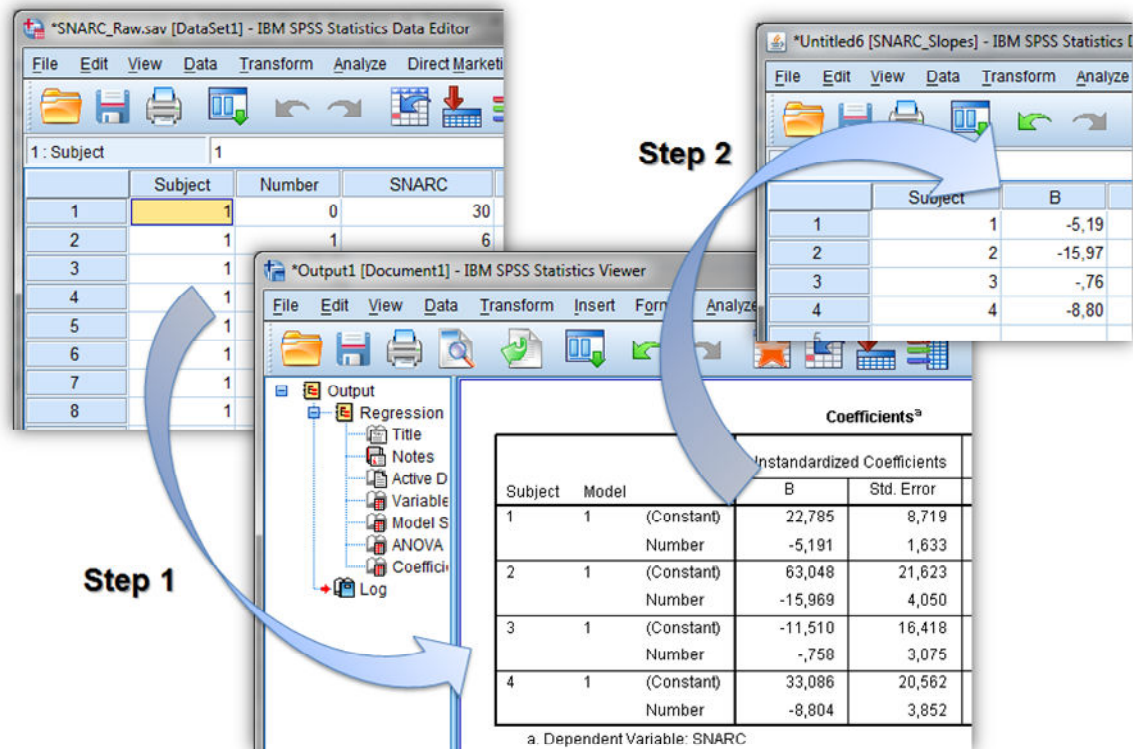 *SNARC_Raw.sav [DataSet1] - IBM SPSS Statistics Data Editor
File Edit View Data Transform Analyze Direct Marketi
1 : Subject 1
Subject Number SNARC
1 1 0 30
2 1 1 6
3 1
4 1
5 1
6 1
7 1
8 1
Step 1
*Output1 [Document1] - IBM SPSS Statistics Viewer
File Edit View Data Transform Insert Form Analyze
Output
Regression
Title
Notes
Active D
Variable
Model S
ANOVA
Coeffici
Log
Coefficientsa
Unstandardized Coefficients
Subject Model B Std. Error
1 1 (Constant) 22,785 8,719
Number -5,191 1,633
2 1 (Constant) 63,048 21,623
Number -15,969 4,050
3 1 (Constant) -11,510 16,418
Number -,758 3,075
4 1 (Constant) 33,086 20,562
Number -8,804 3,852
a. Dependent Variable: SNARC
Step 2
*Untitled6 [SNARC_Slopes] - IBM SPSS Statistics D
File Edit View Data Transform Analyze
Subject B
1 1 -5,19
2 2 -15,97
3 3 -,76
4 4 -8,80
5